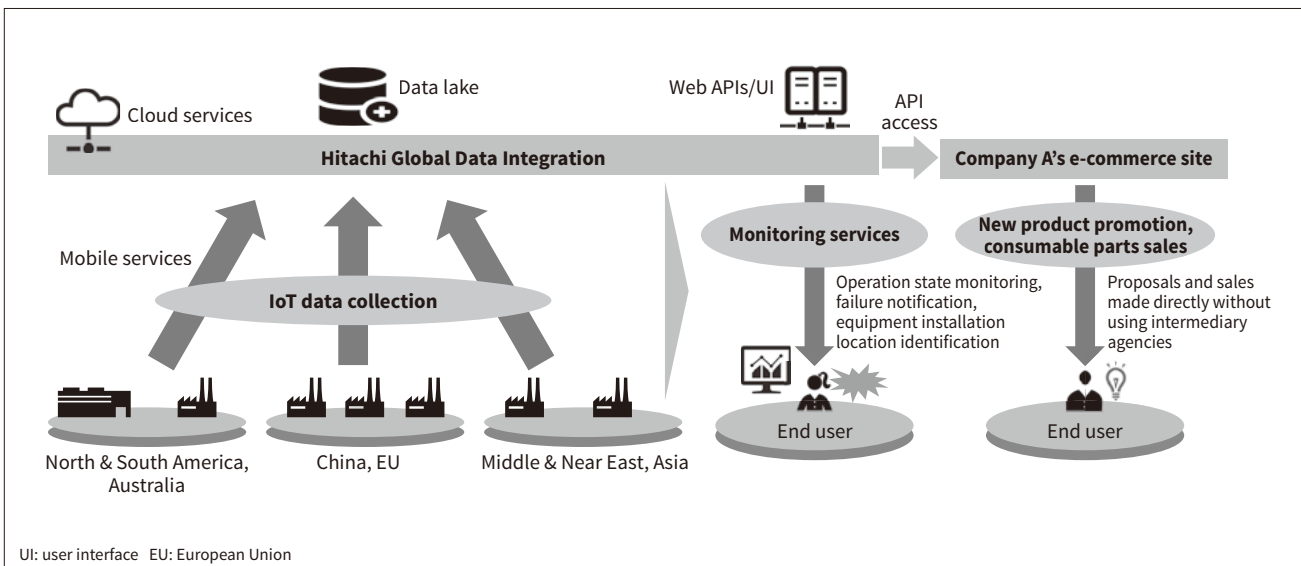 Cloud services
Data lake
Web APIs/UI
API
access
Hitachi Global Data Integration
Company A's e-commerce site
Mobile services
IoT data collection
Monitoring services
New product promotion,
consumable parts sales
Operation state monitoring,
failure notification,
equipment installation
location identification
Proposals and sales
made directly without
using intermediary
agencies
End user
End user
North & South America,
Australia
China, EU
Middle & Near East, Asia
UI: user interface EU: European Union